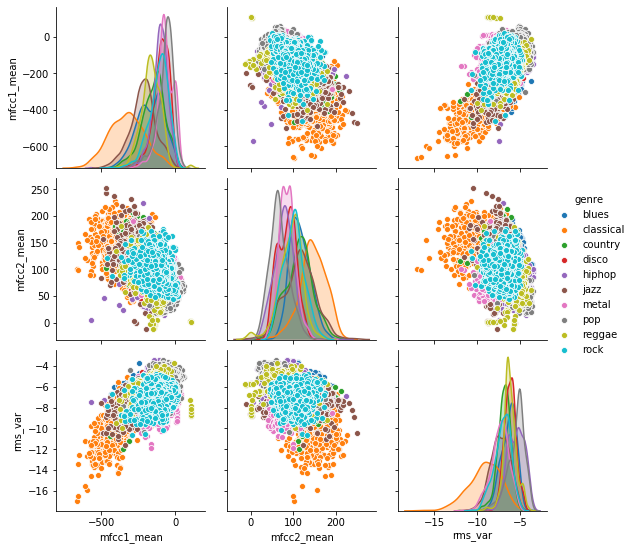 0
−200
−400
−600
mfcc1_mean
250
200
150
100
50
0
mfcc2_mean
−4
−6
−8
−10
−12
−14
−16
rms_var
−500
0
mfcc1_mean
0
100
200
mfcc2_mean
−15
−10
−5
rms_var
genre
blues
classical
country
disco
hiphop
jazz
metal
pop
reggae
rock